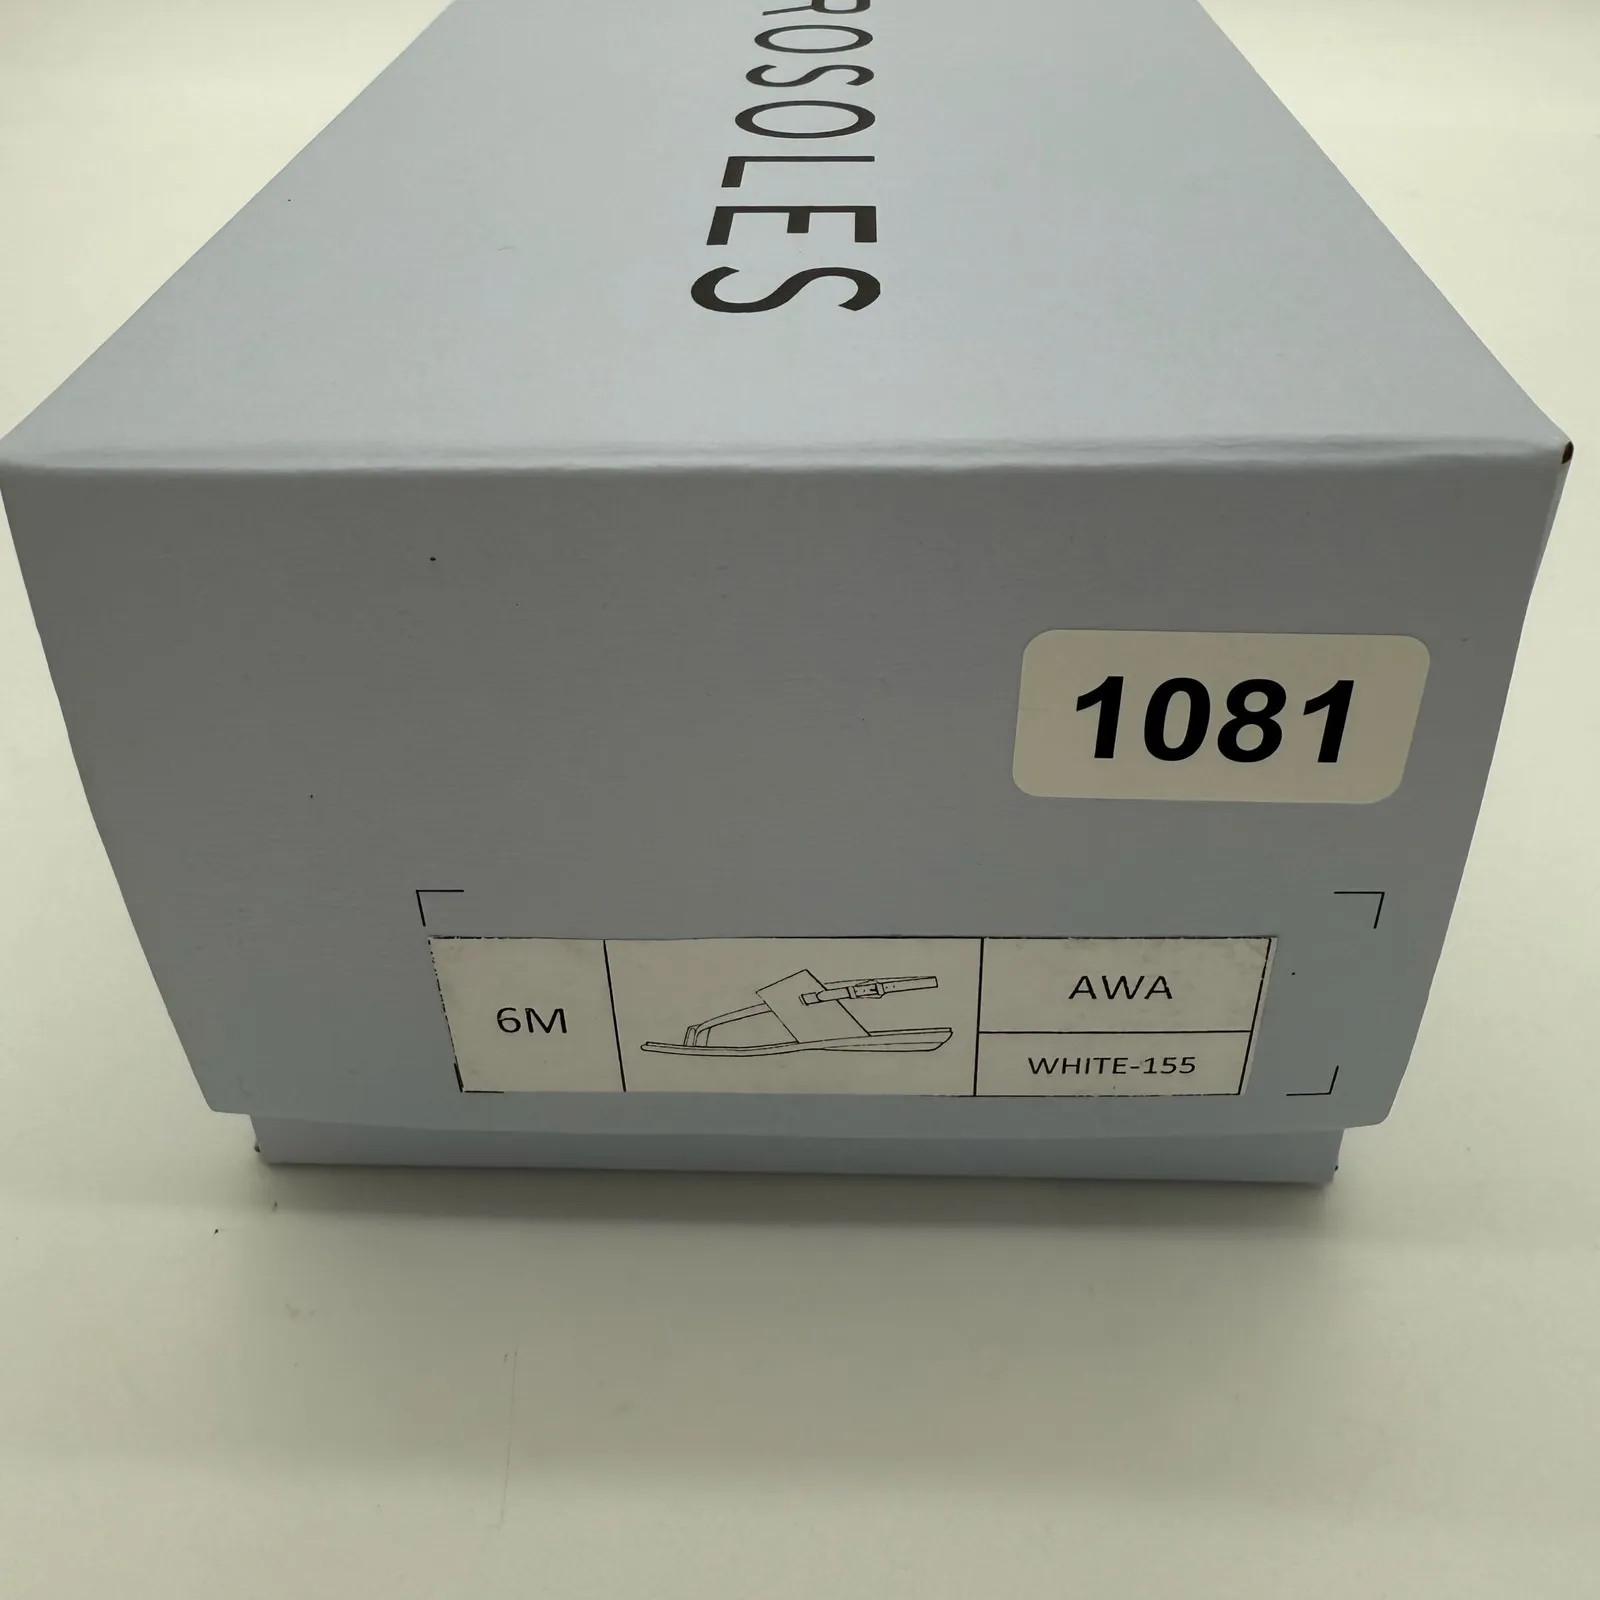 ROSOLES
1081
6M
AWA
WHITE-155